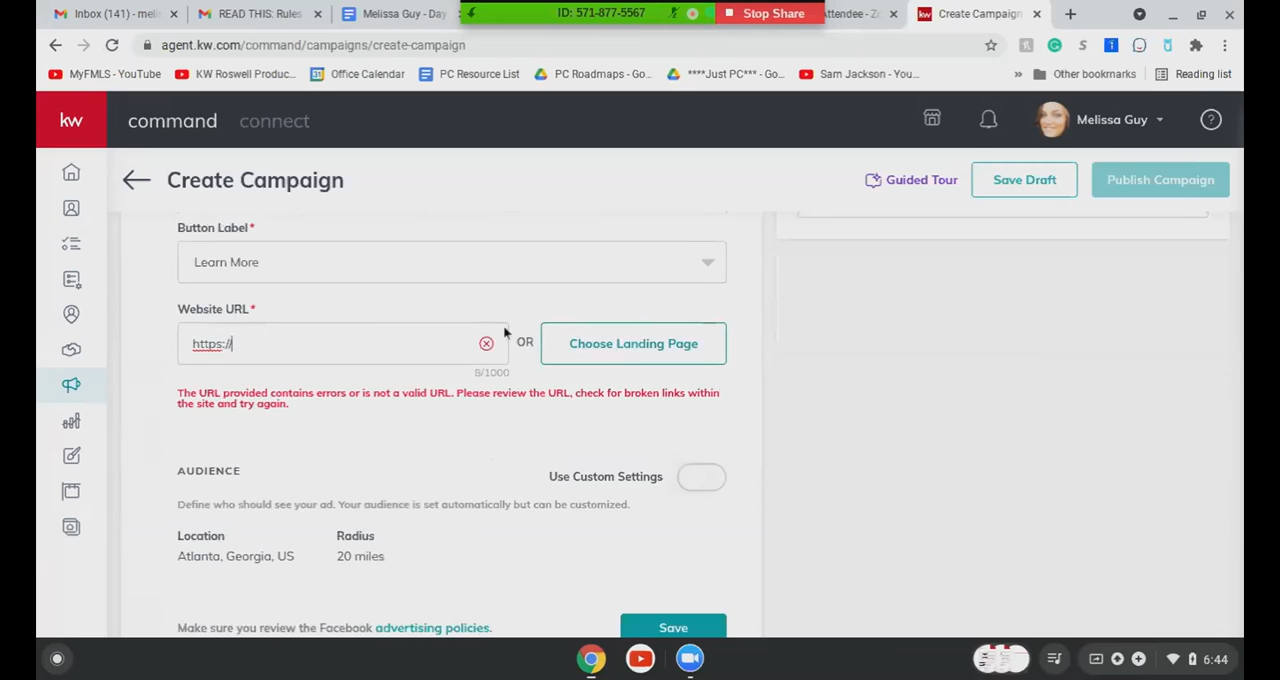 Inbox (141) - meli
READ THIS: Rules
Melissa Guy - Day
ID: 571-877-5567
Stop Share
Attendee - Zo
kw Create Campaign
agent.kw.com/command/campaigns/create-campaign
MyFMLS - YouTube
KW Roswell Produc...
31 Office Calendar
PC Resource List
PC Roadmaps - Go...
****Just PC*** - Go...
Sam Jackson - You...
» Other bookmarks
Reading list
kw command connect
Melissa Guy
Create Campaign
Guided Tour
Save Draft
Publish Campaign
Button Label*
Learn More
Website URL*
https://
OR
Choose Landing Page
8/1000
The URL provided contains errors or is not a valid URL. Please review the URL, check for broken links within
the site and try again.
AUDIENCE
Use Custom Settings
Define who should see your ad. Your audience is set automatically but can be customized.
Location Radius
Atlanta, Georgia, US 20 miles
Make sure you review the Facebook advertising policies.
Save
6:44